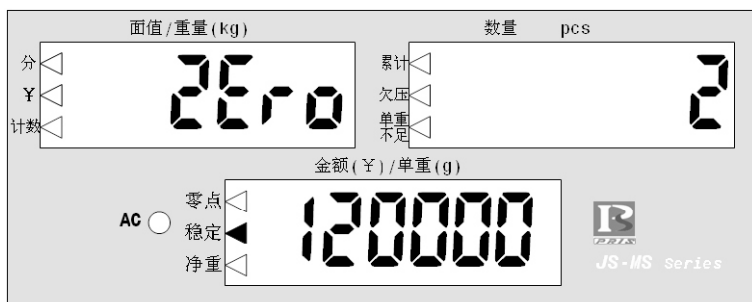 面值/重量(kg)
数量 pcs
分
¥
计数
2Ero
累计
欠压
单重
不足
2
金额(¥)/单重(g)
AC
零点
稳定
净重
120000
PRIS
JS-MS Series